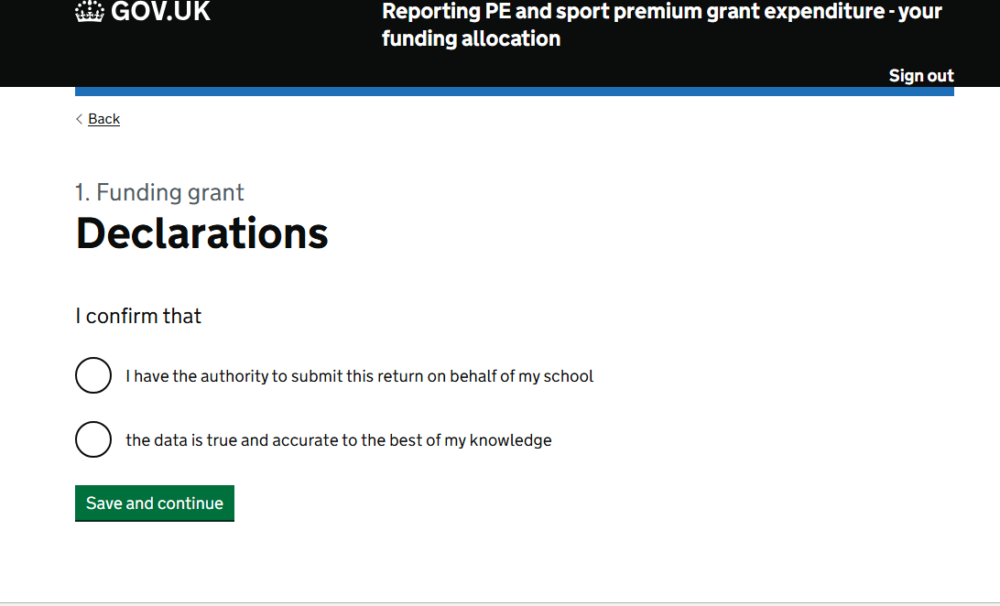 GOV.UK
Reporting PE and sport premium grant expenditure - your
funding allocation
Sign out
Back
1. Funding grant
Declarations
I confirm that
I have the authority to submit this return on behalf of my school
the data is true and accurate to the best of my knowledge
Save and continue